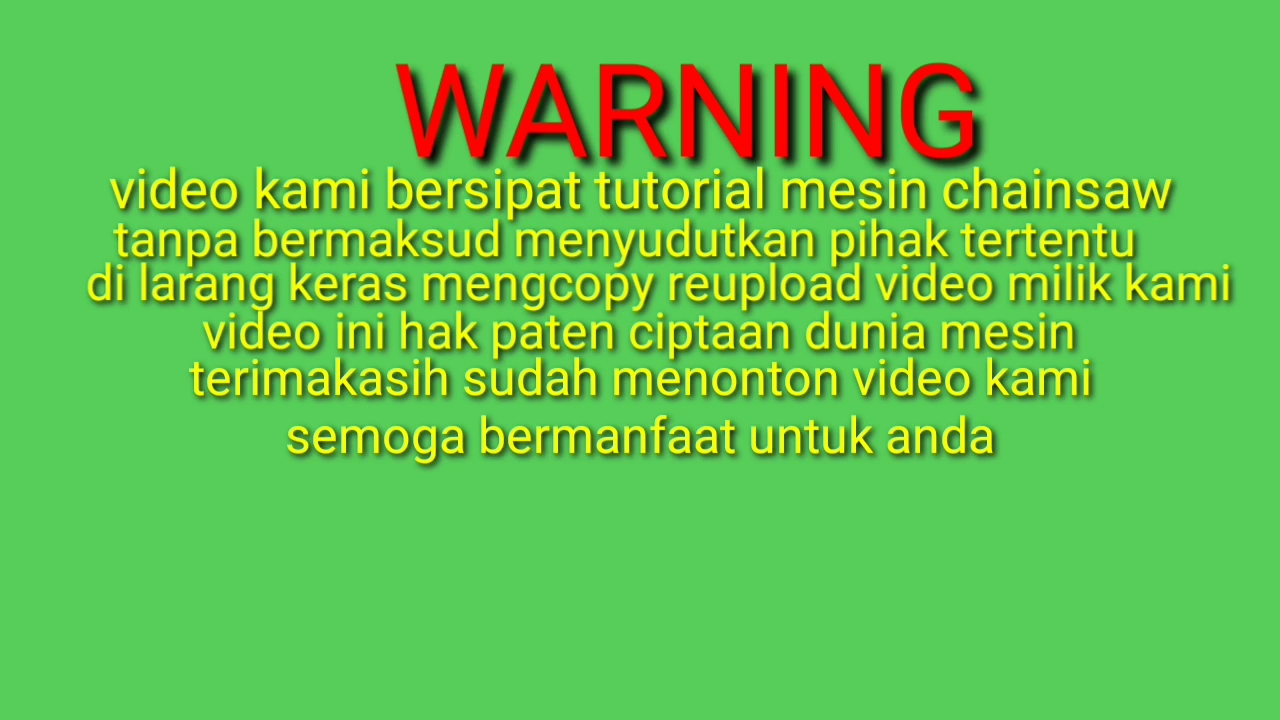 WARNING
video kami bersipat tutorial mesin chainsaw
tanpa bermaksud menyudutkan pihak tertentu
di larang keras mengcopy reupload video milik kami
video ini hak paten ciptaan dunia mesin
terimakasih sudah menonton video kami
semoga bermanfaat untuk anda